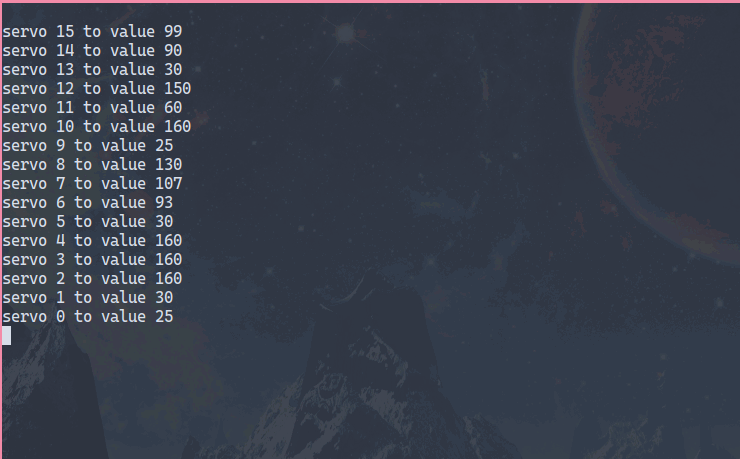 servo 15 to value 99
servo 14 to value 90
servo 13 to value 30
servo 12 to value 150
servo 11 to value 60
servo 10 to value 160
servo 9 to value 25
servo 8 to value 130
servo 7 to value 107
servo 6 to value 93
servo 5 to value 30
servo 4 to value 160
servo 3 to value 160
servo 2 to value 160
servo 1 to value 30
servo 0 to value 25